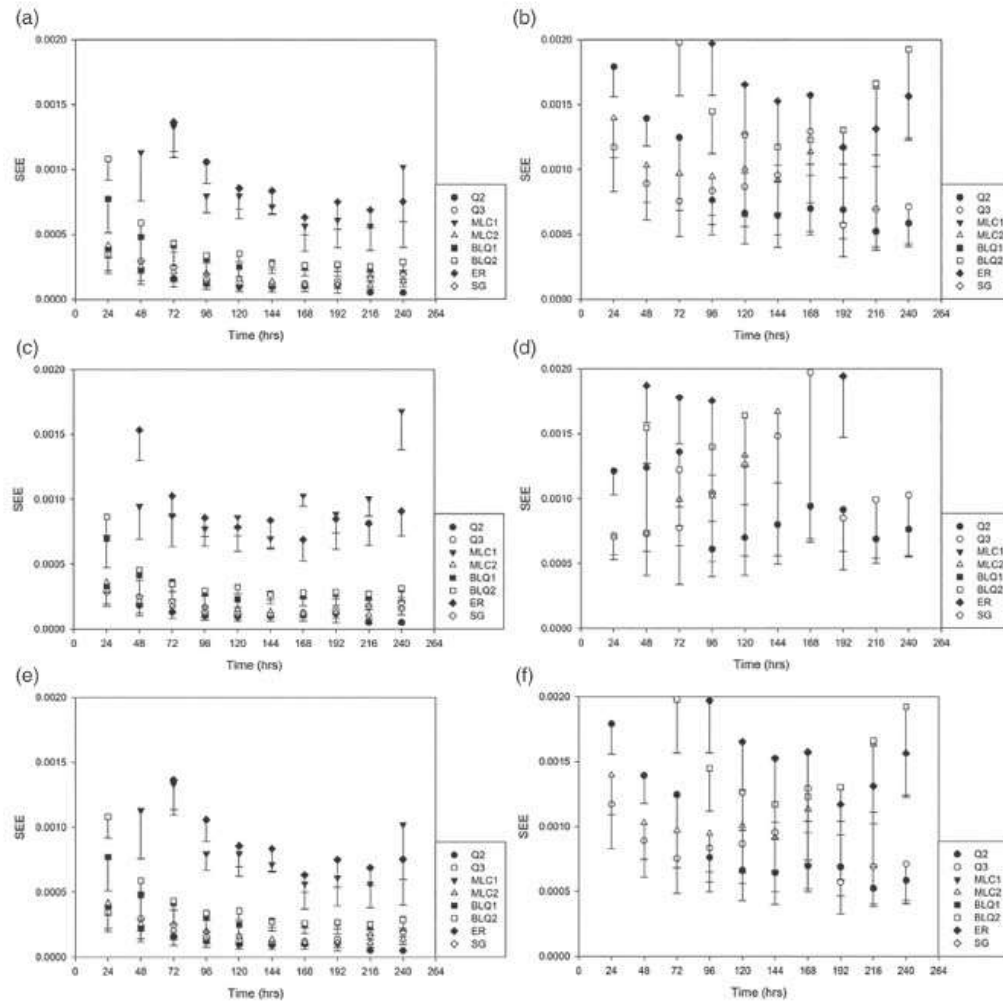 (a)
0.0020
0.0015
0.0010
0.0005
0.0000
SEE
0 24 48 72 96 120 144 168 192 216 240 264
Time (hrs)
Q2
Q3
MLC1
MLC2
BLQ1
BLQ2
ER
SG
(b)
0.0020
0.0015
0.0010
0.0005
0.0000
SEE
0 24 48 72 96 120 144 168 192 216 240 264
Time (hrs)
Q2
Q3
MLC1
MLC2
BLQ1
BLQ2
ER
SG
(c)
0.0020
0.0015
0.0010
0.0005
0.0000
SEE
0 24 48 72 96 120 144 168 192 216 240 264
Time (hrs)
Q2
Q3
MLC1
MLC2
BLQ1
BLQ2
ER
SG
(d)
0.0020
0.0015
0.0010
0.0005
0.0000
SEE
0 24 48 72 96 120 144 168 192 216 240 264
Time (hrs)
Q2
Q3
MLC1
MLC2
BLQ1
BLQ2
ER
SG
(e)
0.0020
0.0015
0.0010
0.0005
0.0000
SEE
0 24 48 72 96 120 144 168 192 216 240 264
Time (hrs)
Q2
Q3
MLC1
MLC2
BLQ1
BLQ2
ER
SG
(f)
0.0020
0.0015
0.0010
0.0005
0.0000
SEE
0 24 48 72 96 120 144 168 192 216 240 264
Time (hrs)
Q2
Q3
MLC1
MLC2
BLQ1
BLQ2
ER
SG